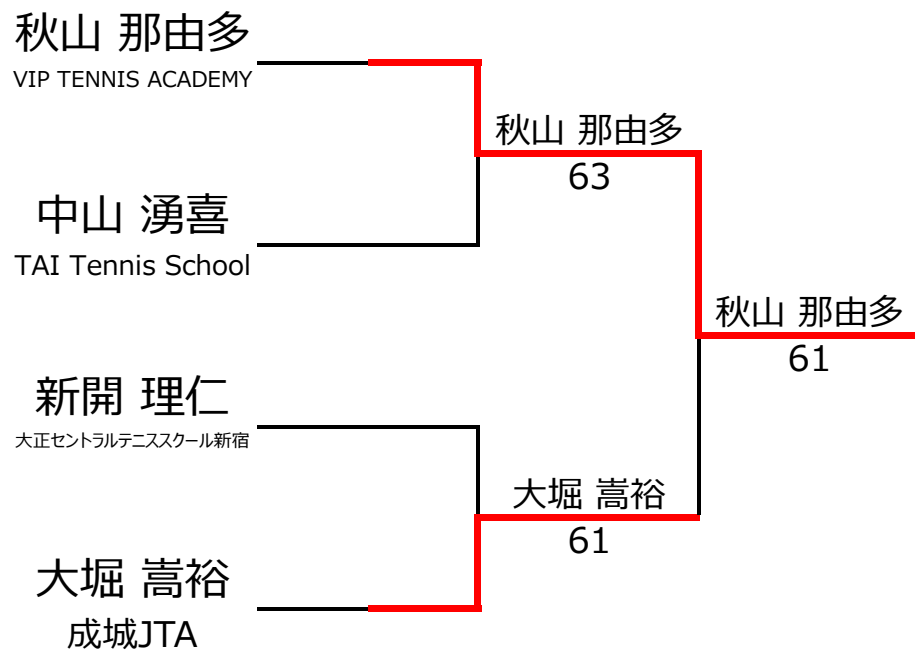 秋山 那由多
VIP TENNIS ACADEMY
秋山 那由多
63
中山 湧喜
TAI Tennis School
秋山 那由多
61
新開 理仁
大正セントラルテニススクール新宿
大堀 嵩裕
61
大堀 嵩裕
成城JTA